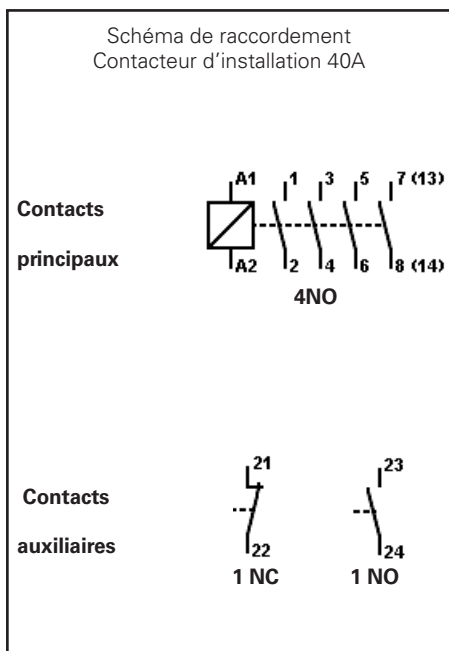 Schéma de raccordement
Contacteur d'installation 40A
A1 1 3 5 7 (13)
Contacts
principaux
A2 2 4 6 8 (14)
4NO
21 23
Contacts
auxiliaires
22 24
1 NC 1 NO